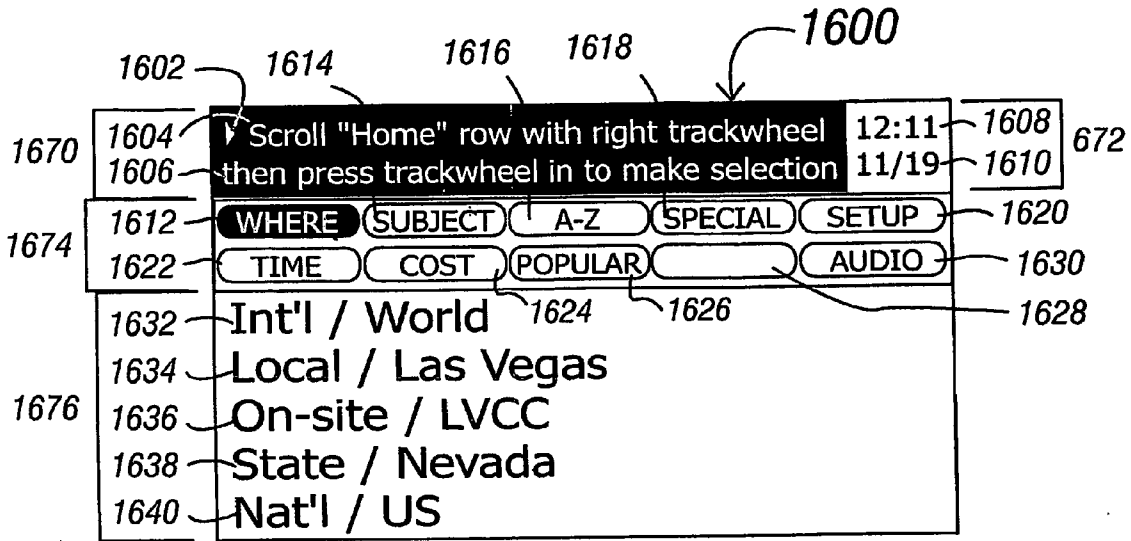 1600
1602 1614 1616 1618
1670 1604 Scroll "Home" row with right trackwheel 12:11 1608 672
1606 then press trackwheel in to make selection 11/19 1610
1674 1612 WHERE SUBJECT A-Z SPECIAL SETUP 1620
1622 TIME COST POPULAR AUDIO 1630
1632 Int'l / World 1624 1626 1628
1634 Local / Las Vegas
1676 1636 On-site / LVCC
1638 State / Nevada
1640 Nat'l / US